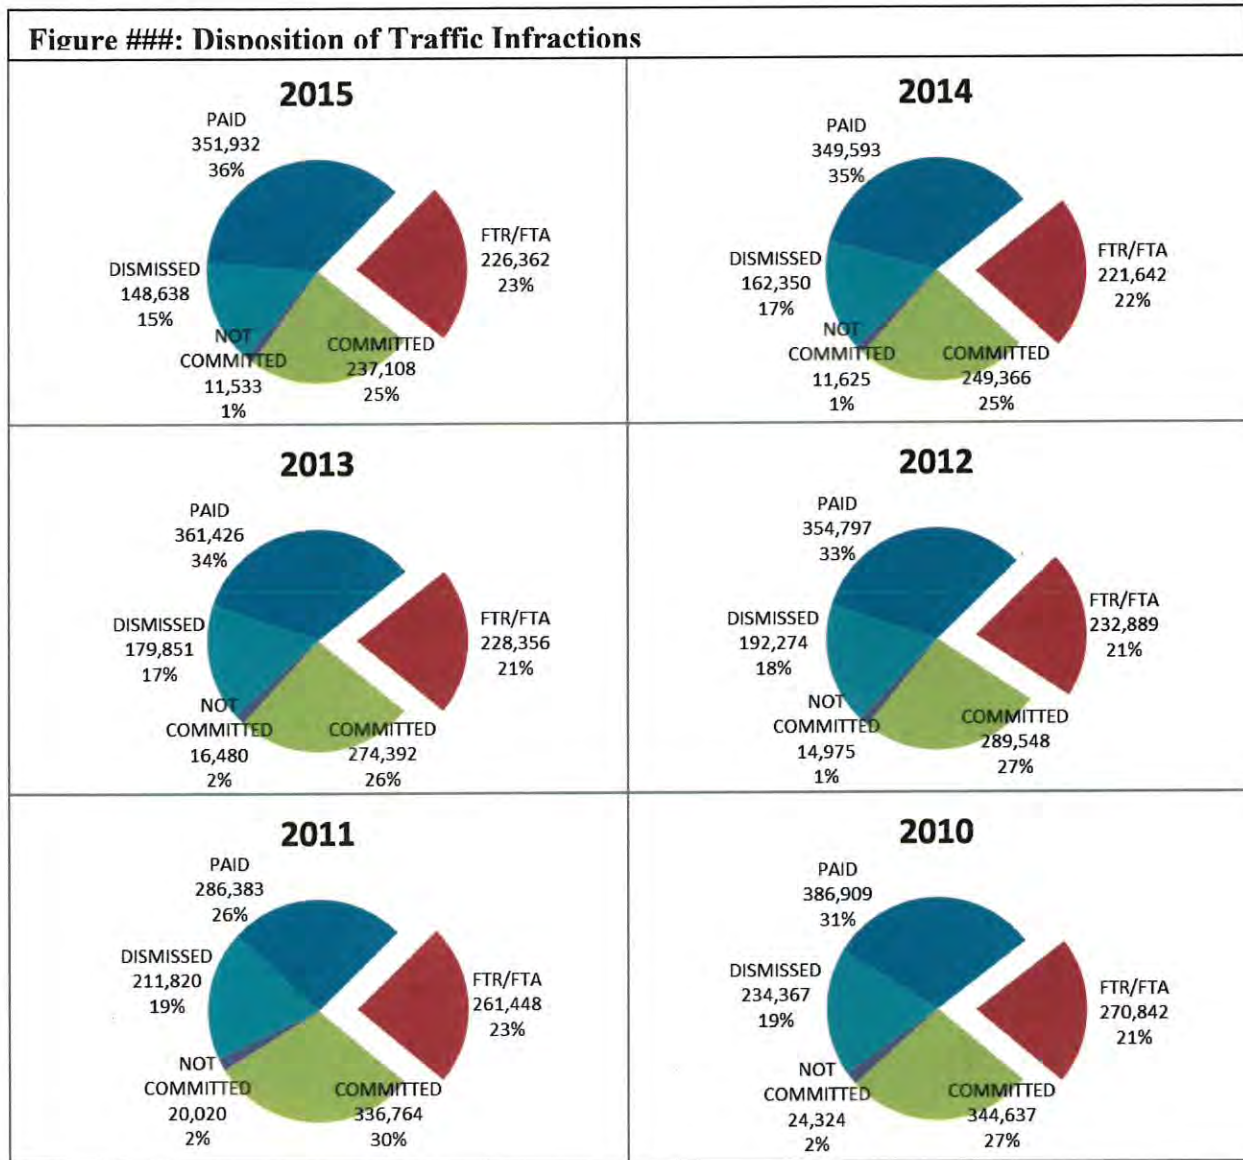 Figure ###: Disposition of Traffic Infractions
2015
PAID
351,932
36%
FTR/FTA
226,362
23%
DISMISSED
148,638
15%
NOT
COMMITTED
11,533
1%
COMMITTED
237,108
25%
2014
PAID
349,593
35%
FTR/FTA
221,642
22%
DISMISSED
162,350
17%
NOT
COMMITTED
11,625
1%
COMMITTED
249,366
25%
2013
PAID
361,426
34%
FTR/FTA
228,356
21%
DISMISSED
179,851
17%
NOT
COMMITTED
16,480
2%
COMMITTED
274,392
26%
2012
PAID
354,797
33%
FTR/FTA
232,889
21%
DISMISSED
192,274
18%
NOT
COMMITTED
14,975
1%
COMMITTED
289,548
27%
2011
PAID
286,383
26%
DISMISSED
211,820
19%
FTR/FTA
261,448
23%
NOT
COMMITTED
20,020
2%
COMMITTED
336,764
30%
2010
PAID
386,909
31%
DISMISSED
234,367
19%
FTR/FTA
270,842
21%
NOT
COMMITTED
24,324
2%
COMMITTED
344,637
27%